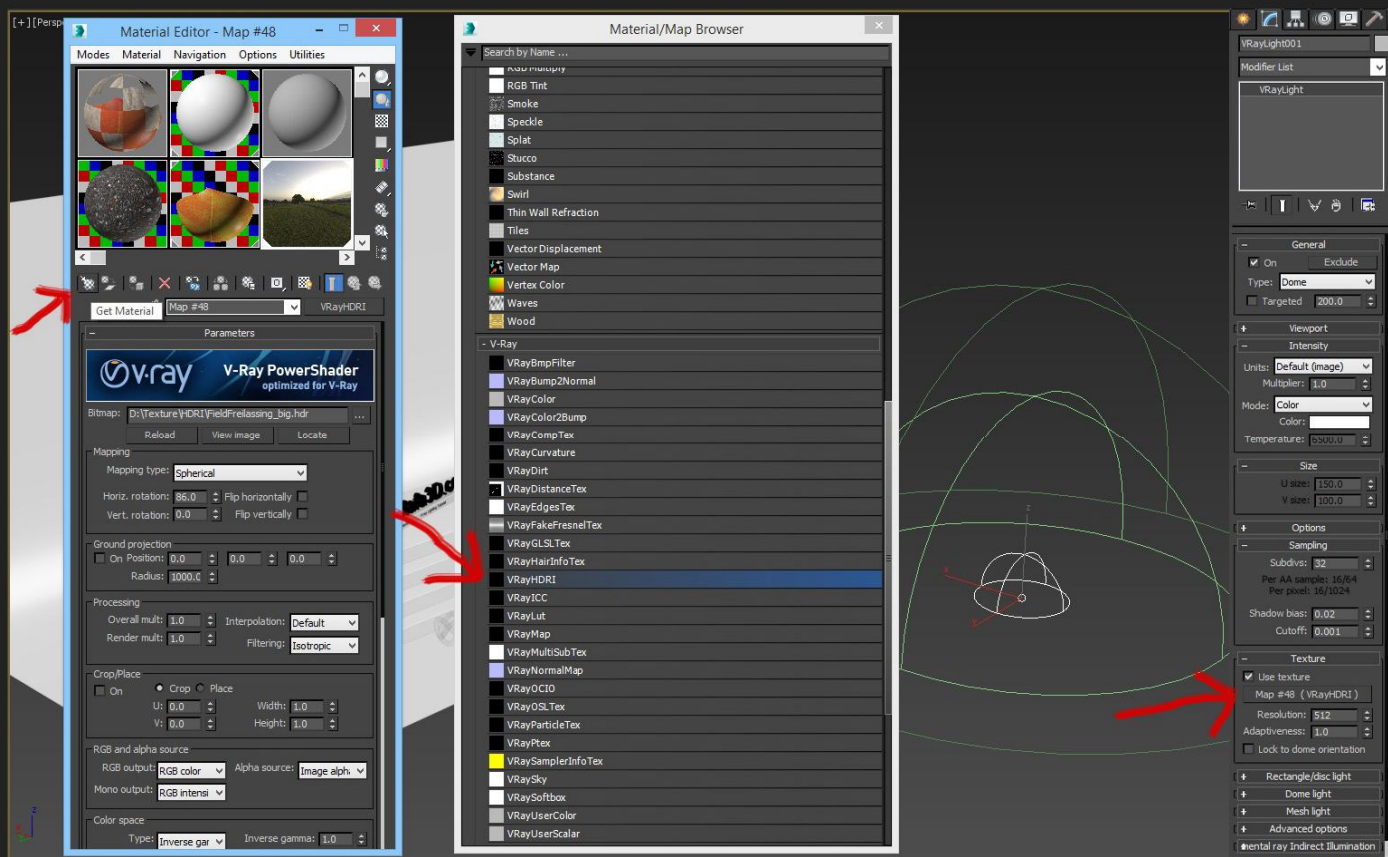 [+][Persp
Material Editor - Map #48
Modes Material Navigation Options Utilities
Get Material
Map #48
VRayHDRI
Parameters
v-ray
V-Ray PowerShader
optimized for V-Ray
Bitmap: D:\Texture\HDRI\FieldFreilassing_big.hdr ...
Reload View image Locate
Mapping
Mapping type: Spherical
Horiz. rotation: 86.0 Flip horizontally
Vert. rotation: 0.0 Flip vertically
Ground projection
On Position: 0.0 0.0 0.0
Radius: 1000.0
Processing
Overall mult: 1.0 Interpolation: Default
Render mult: 1.0 Filtering: Isotropic
Crop/Place
On Crop Place
U: 0.0 Width: 1.0
V: 0.0 Height: 1.0
RGB and alpha source
RGB output: RGB color Alpha source: Image alph.
Mono output: RGB intensi
Color space
Type: Inverse gar Inverse gamma: 1.0
Material/Map Browser
Search by Name ...
RGB Multiply
RGB Tint
Smoke
Speckle
Splat
Stucco
Substance
Swirl
Thin Wall Refraction
Tiles
Vector Displacement
Vector Map
Vertex Color
Waves
Wood
- V-Ray
VRayBmpFilter
VRayBump2Normal
VRayColor
VRayColor2Bump
VRayCompTex
VRayCurvature
VRayDirt
VRayDistanceTex
VRayEdgesTex
VRayFakeFresnelTex
VRayGLSLTex
VRayHairInfoTex
VRayHDRI
VRayICC
VRayLut
VRayMap
VRayMultiSubTex
VRayNormalMap
VRayOCIO
VRayOSLTex
VRayParticleTex
VRayPtex
VRaySamplerInfoTex
VRaySky
VRaySoftbox
VRayUserColor
VRayUserScalar
z
x
y
z
VRayLight001
Modifier List
VRayLight
General
On Exclude
Type: Dome
Targeted 200.0
Viewport
Intensity
Units: Default (image)
Multiplier: 1.0
Mode: Color
Color:
Temperature: 6500.0
Size
U size: 150.0
V size: 100.0
Options
Sampling
Subdivs: 32
Per AA sample: 16/64
Per pixel: 16/1024
Shadow bias: 0.02
Cutoff: 0.001
Texture
Use texture
Map #48 ( VRayHDRI )
Resolution: 512
Adaptiveness: 1.0
Lock to dome orientation
Rectangle/disc light
Dome light
Mesh light
Advanced options
mental ray Indirect Illumination